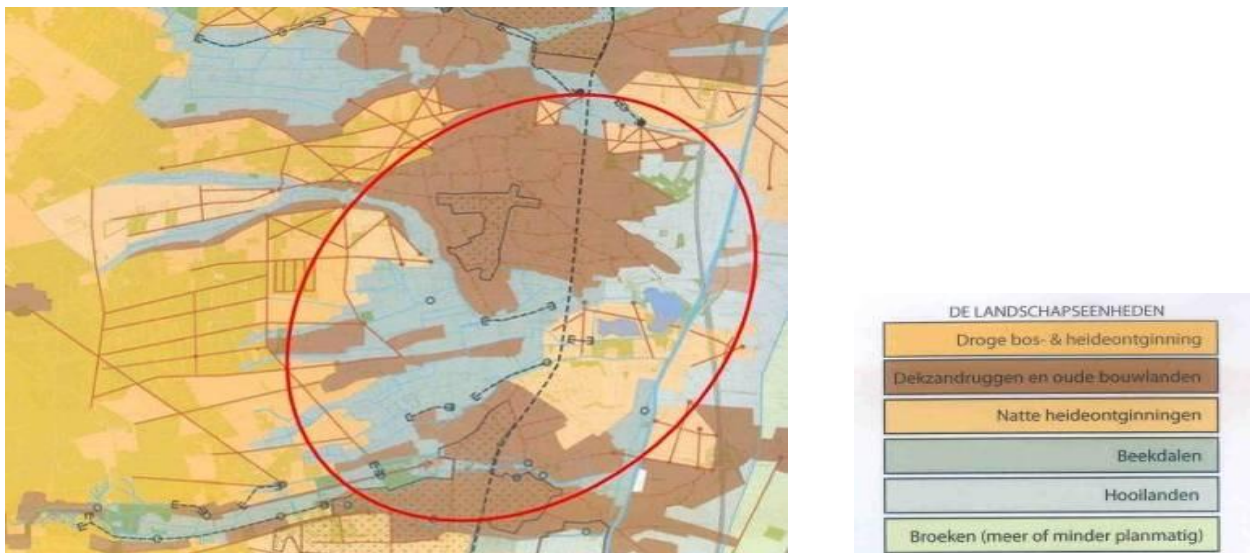 DE LANDSCHAPSEENHEDEN
Droge bos- & heideontginning
Dekzandruggen en oude bouwlanden
Natte heideontginningen
Beekdalen
Hooilanden
Broeken (meer of minder planmatig)